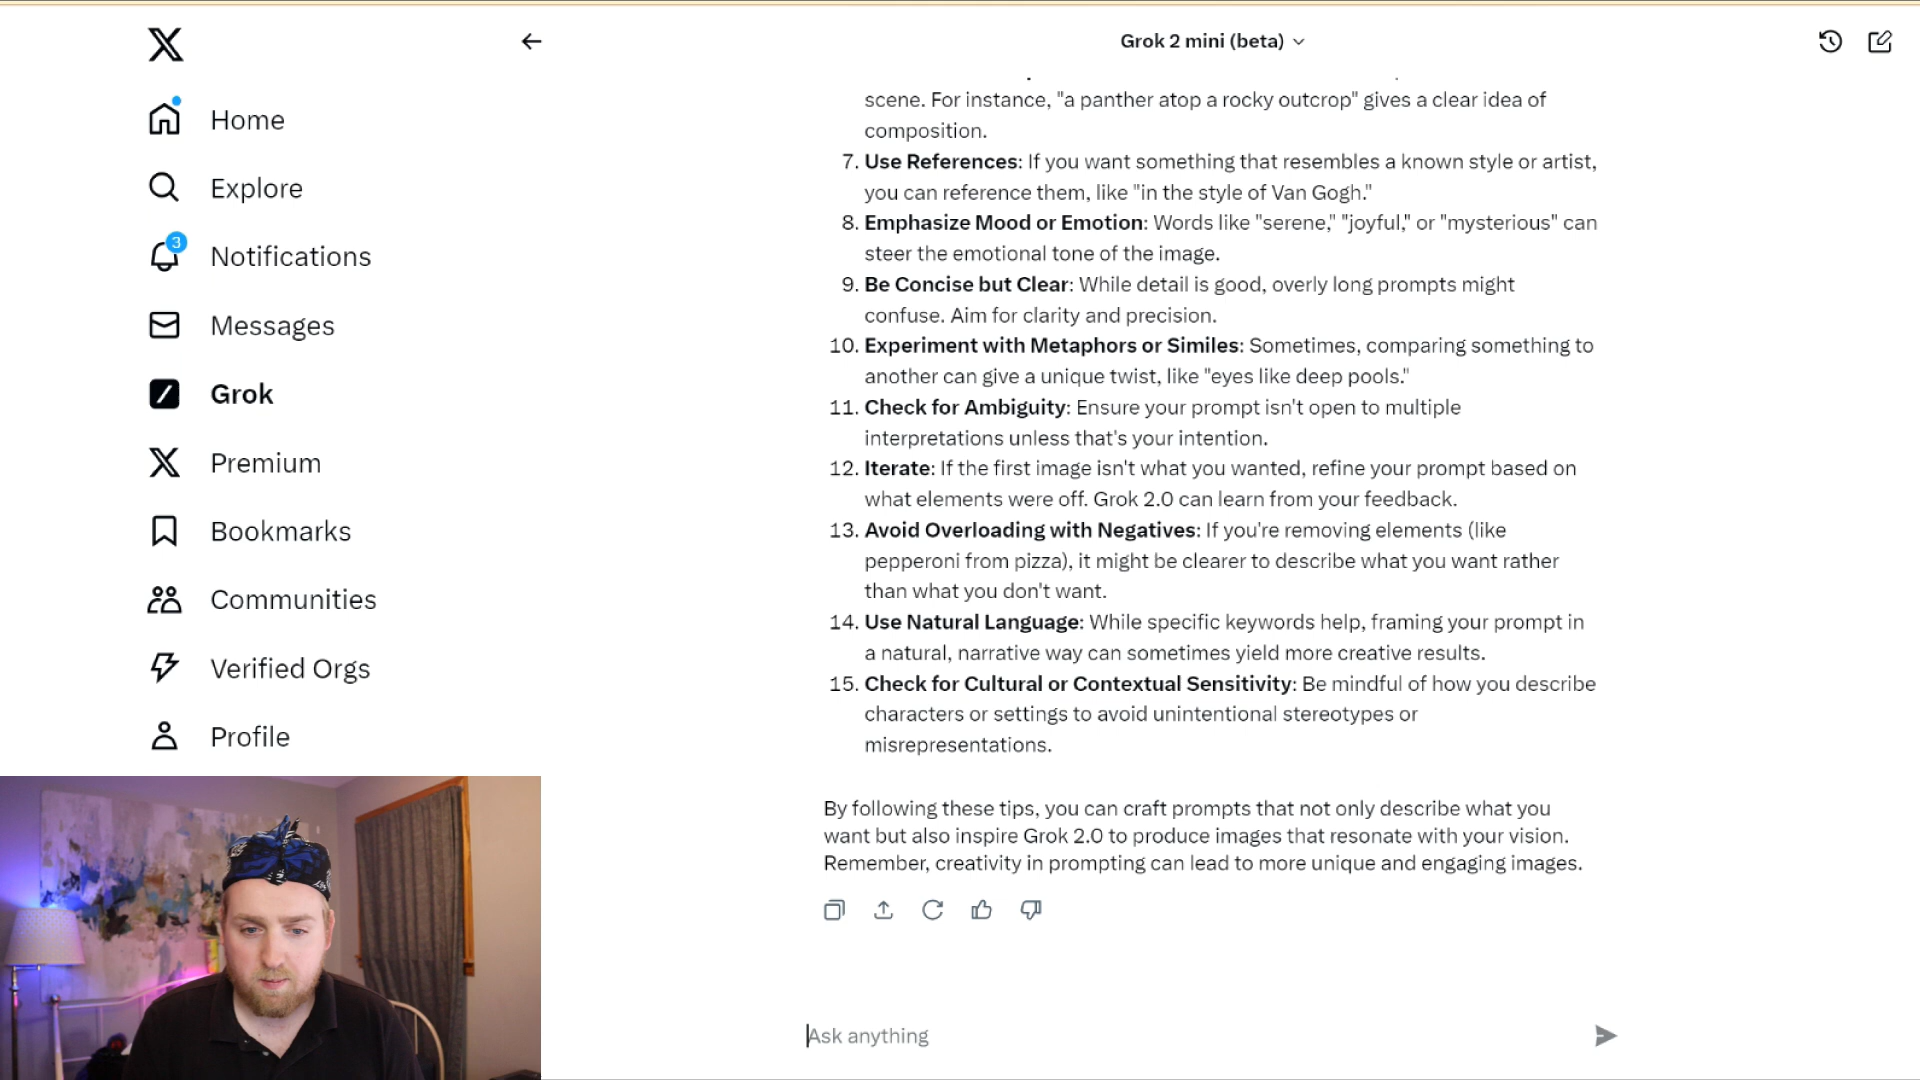 Grok 2 mini (beta)
Home
Explore
3
Notifications
Messages
Grok
Premium
Bookmarks
Communities
Verified Orgs
Profile
scene. For instance, "a panther atop a rocky outcrop" gives a clear idea of
composition.
7. Use References: If you want something that resembles a known style or artist,
you can reference them, like "in the style of Van Gogh."
8. Emphasize Mood or Emotion: Words like "serene," "joyful," or "mysterious" can
steer the emotional tone of the image.
9. Be Concise but Clear: While detail is good, overly long prompts might
confuse. Aim for clarity and precision.
10. Experiment with Metaphors or Similes: Sometimes, comparing something to
another can give a unique twist, like "eyes like deep pools."
11. Check for Ambiguity: Ensure your prompt isn't open to multiple
interpretations unless that's your intention.
12. Iterate: If the first image isn't what you wanted, refine your prompt based on
what elements were off. Grok 2.0 can learn from your feedback.
13. Avoid Overloading with Negatives: If you're removing elements (like
pepperoni from pizza), it might be clearer to describe what you want rather
than what you don't want.
14. Use Natural Language: While specific keywords help, framing your prompt in
a natural, narrative way can sometimes yield more creative results.
15. Check for Cultural or Contextual Sensitivity: Be mindful of how you describe
characters or settings to avoid unintentional stereotypes or
misrepresentations.
By following these tips, you can craft prompts that not only describe what you
want but also inspire Grok 2.0 to produce images that resonate with your vision.
Remember, creativity in prompting can lead to more unique and engaging images.
Ask anything